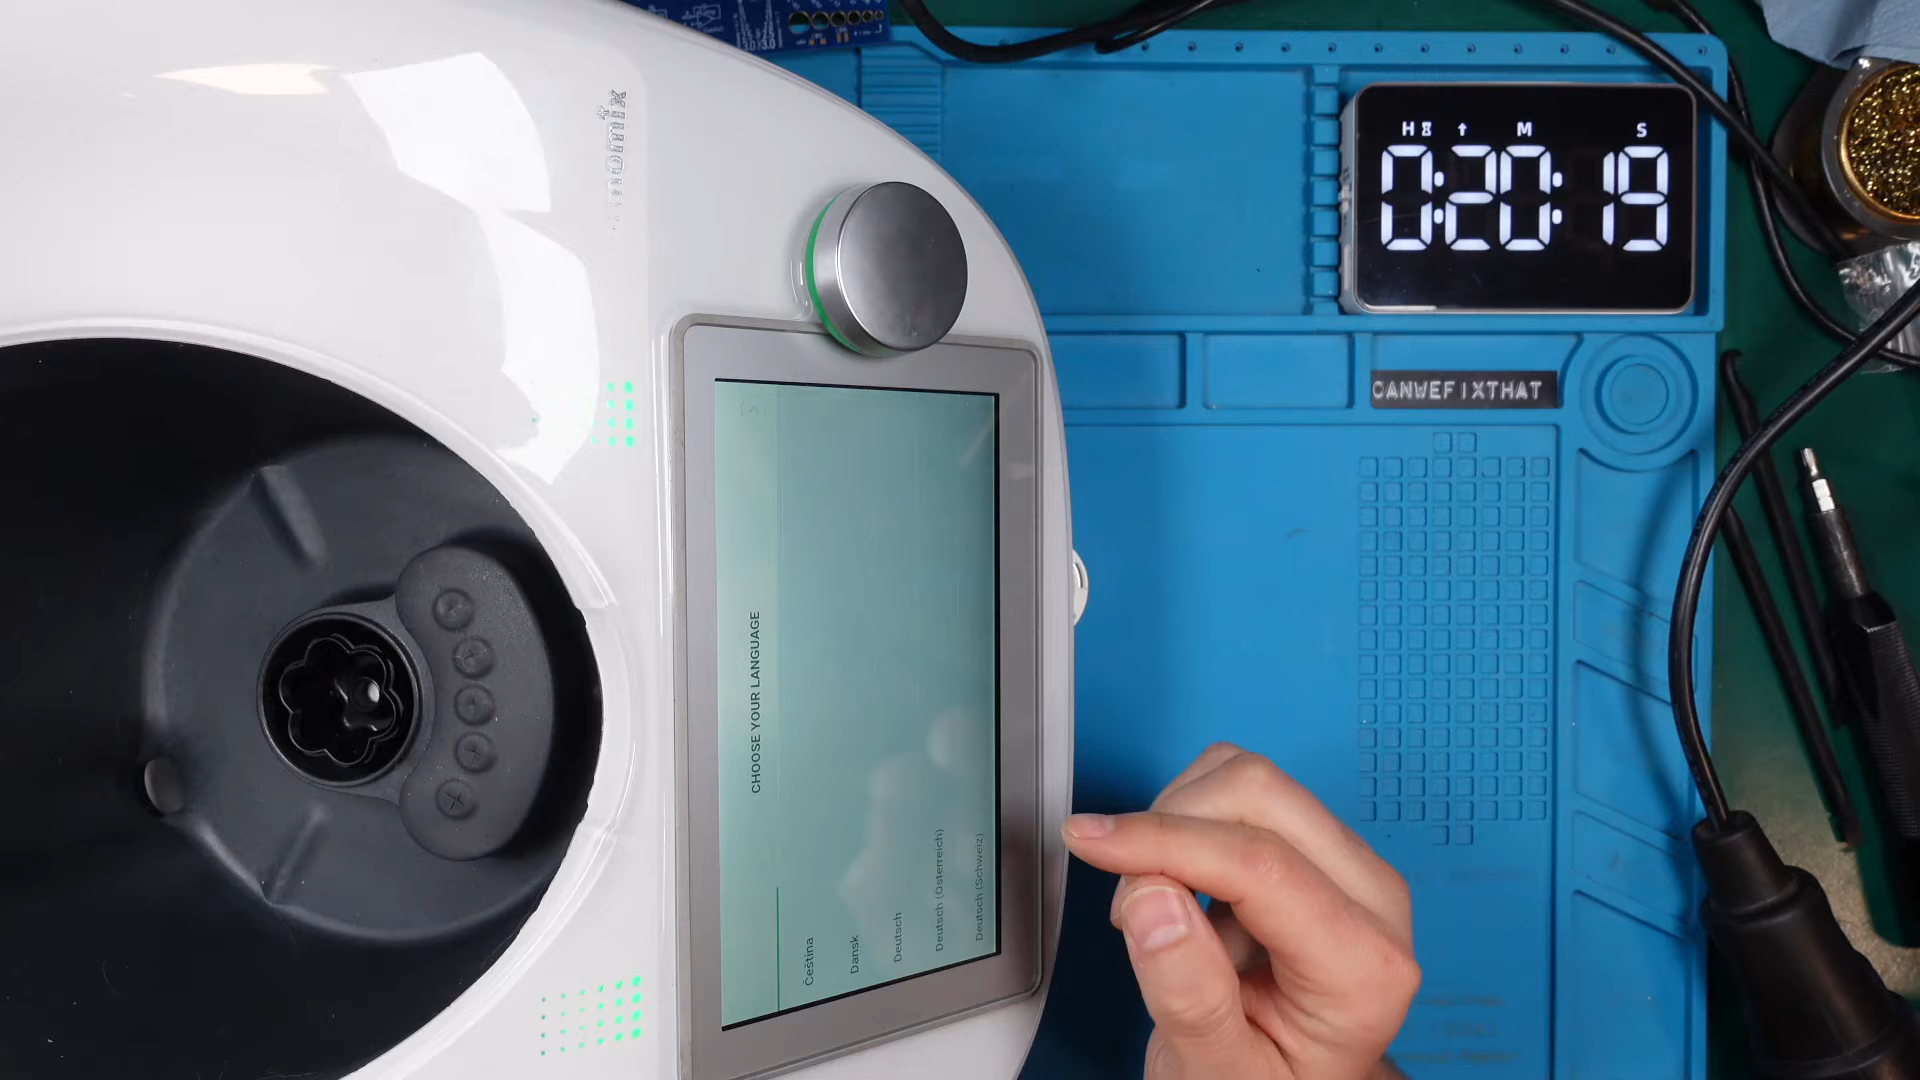 H M S
0:20:19
CANWEFIXTHAT
CHOOSE YOUR LANGUAGE
Čeština
Dansk
Deutsch
Deutsch (Österreich)
Deutsch (Schweiz)